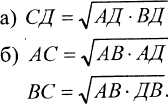 а) СД = √АД · ВД
б) АС = √АВ · АД
ВС = √АВ · ДВ.